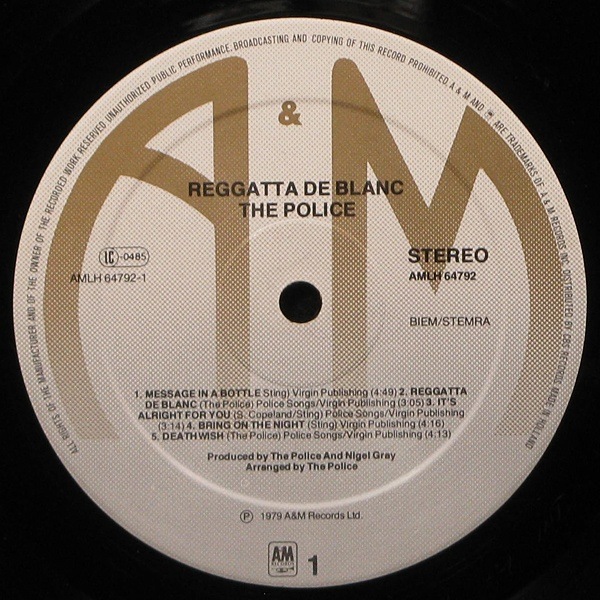 ALL RIGHTS OF THE MANUFACTURER AND OF THE OWNER OF THE RECORDED WORK RESERVED UNAUTHORIZED PUBLIC PERFORMANCE, BROADCASTING AND COPYING OF THIS RECORD PROHIBITED. A & M AND ARE TRADEMARKS OF A & M RECORDS INC. DISTRIBUTED BY CBS RECORDS MADE IN HOLLAND
A & M
REGGATTA DE BLANC
THE POLICE
LC-0485
AMLH 64792-1
STEREO
AMLH 64792
BIEM/STEMRA
1. MESSAGE IN A BOTTLE Sting) Virgin Publishing (4:49) 2. REGGATTA
DE BLANC (The Police) Police Songs/Virgin Publishing (3:05) 3. IT'S
ALRIGHT FOR YOU (S. Copeland/Sting) Police Songs/Virgin Publishing
(3:14) 4. BRING ON THE NIGHT (Sting) Virgin Publishing (4:16)
5. DEATHWISH (The Police) Police Songs/Virgin Publishing (4:13)
Produced by The Police And Nigel Gray
Arranged by The Police
Ⓟ 1979 A&M Records Ltd.
AM
RECORDS
1